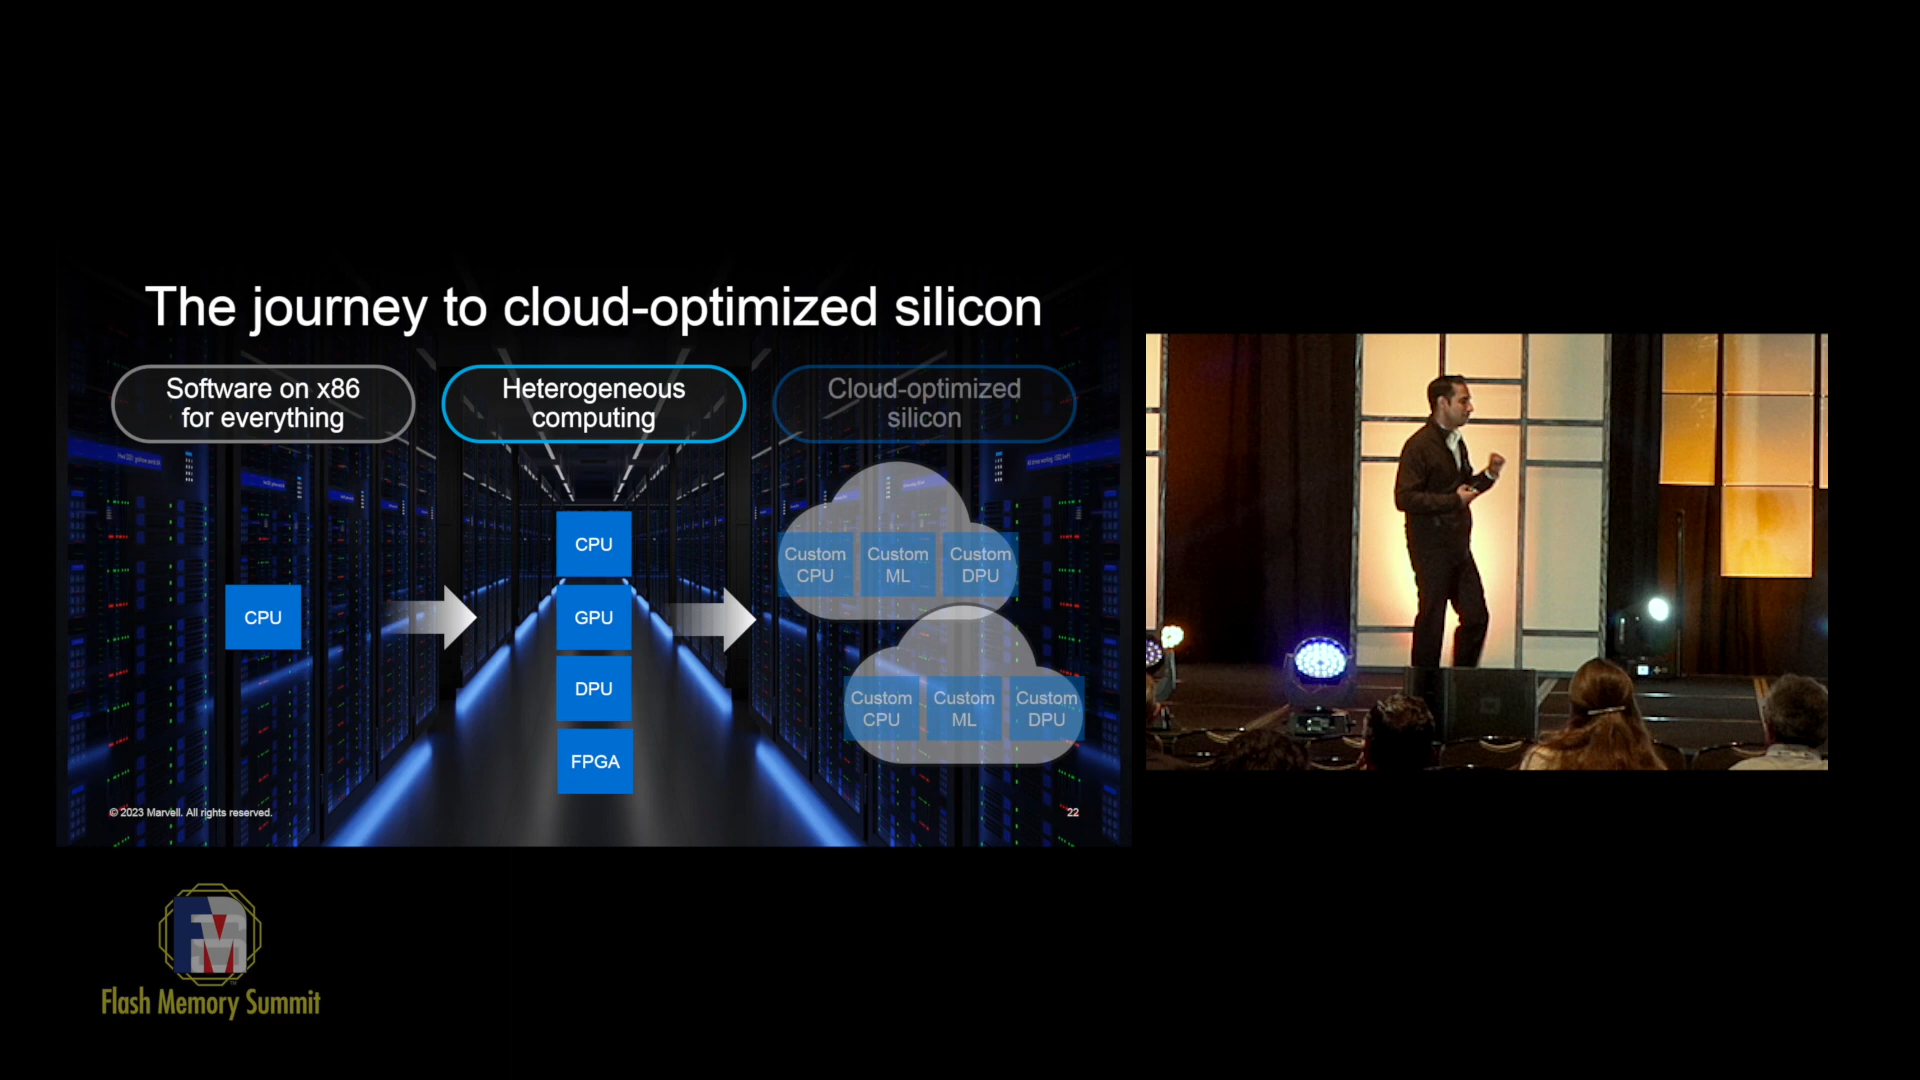 The journey to cloud-optimized silicon
Software on x86
for everything
Heterogeneous
computing
Cloud-optimized
silicon
CPU
CPU
GPU
DPU
FPGA
Custom
CPU
Custom
ML
Custom
DPU
Custom
CPU
Custom
ML
Custom
DPU
© 2023 Marvell. All rights reserved.
22
FMS
Flash Memory Summit